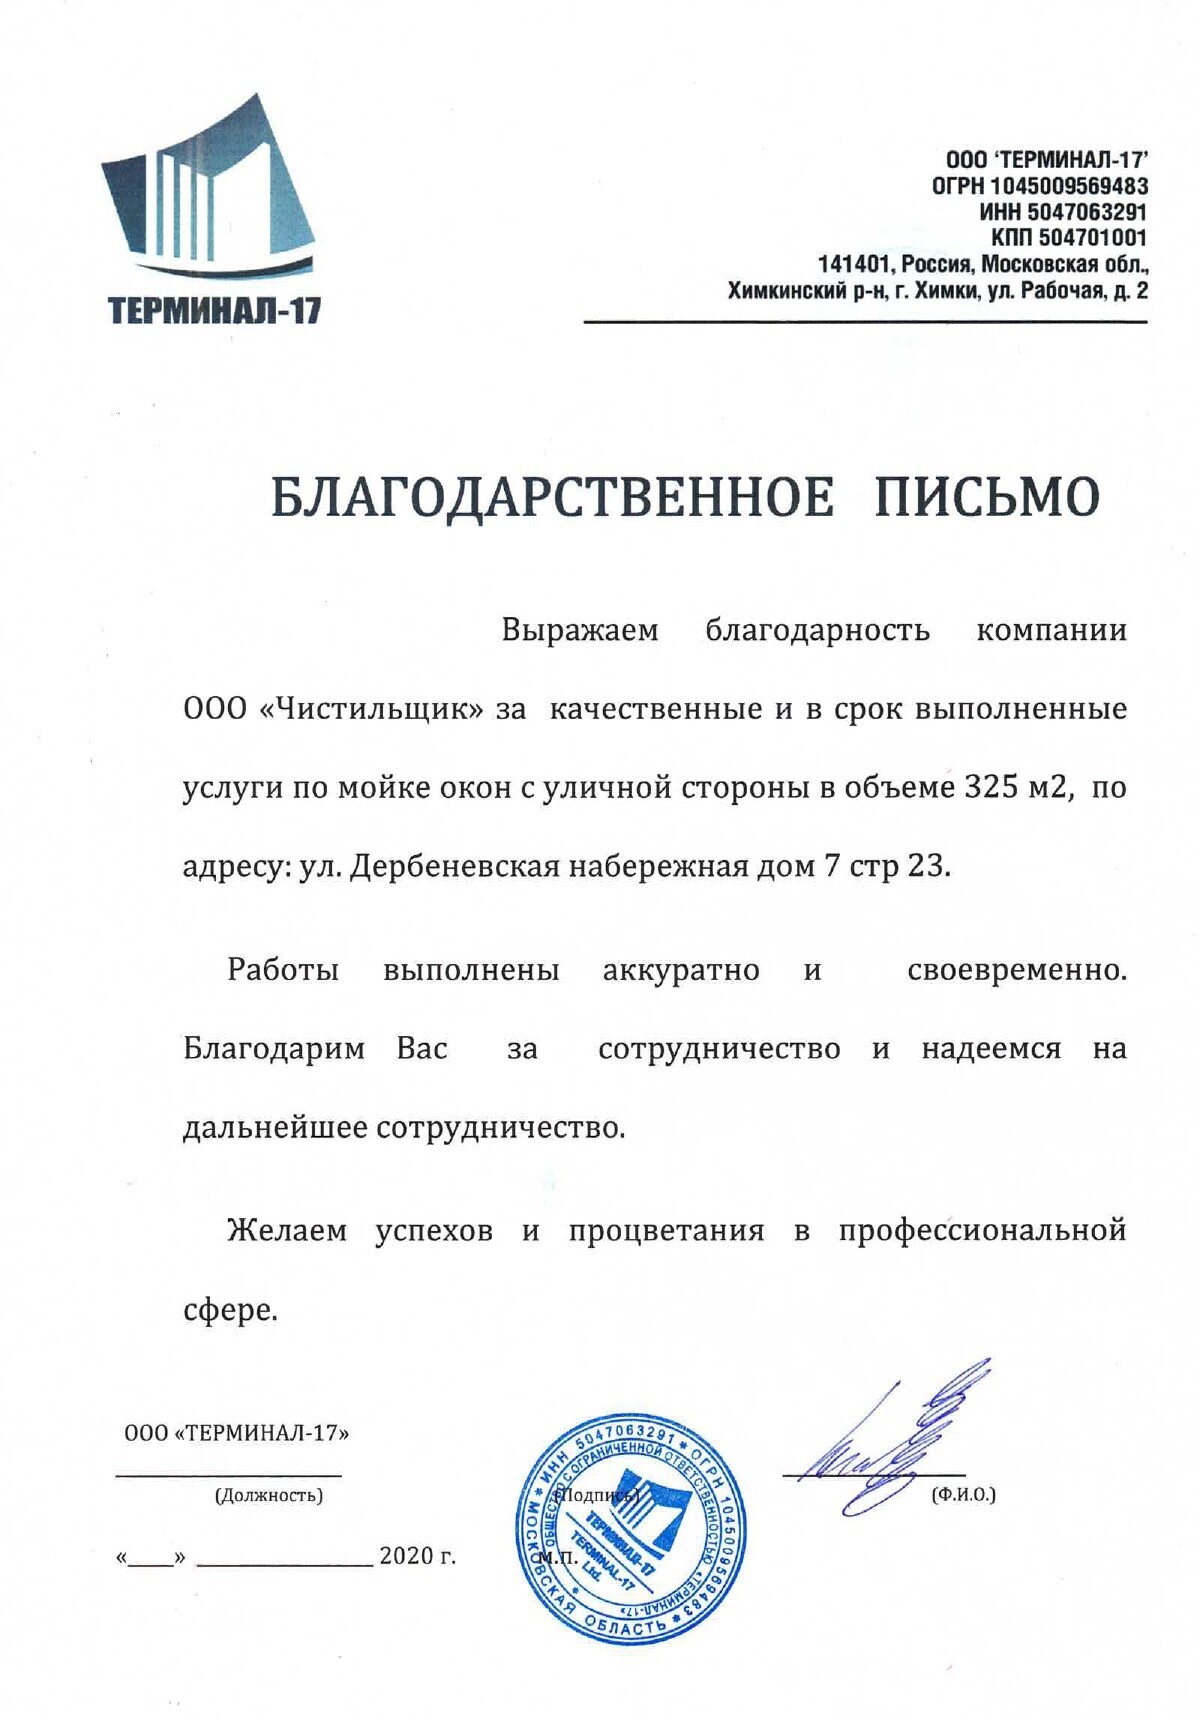 ТЕРМИНАЛ-17
ООО ‘ТЕРМИНАЛ-17’
ОГРН 1045009569483
ИНН 5047063291
КПП 504701001
141401, Россия, Московская обл.,
Химкинский р-н, г. Химки, ул. Рабочая, д. 2
БЛАГОДАРСТВЕННОЕ ПИСЬМО
Выражаем благодарность компании
ООО «Чистильщик» за качественные и в срок выполненные
услуги по мойке окон с уличной стороны в объеме 325 м2, по
адресу: ул. Дербеневская набережная дом 7 стр 23.
Работы выполнены аккуратно и своевременно.
Благодарим Вас за сотрудничество и надеемся на
дальнейшее сотрудничество.
Желаем успехов и процветания в профессиональной
сфере.
ООО «ТЕРМИНАЛ-17»
(Должность) (Подпись) (Ф.И.О.)
«____» _______________ 2020 г. м.п.
* ИНН 5047063291 * ОГРН 1045009569483 * МОСКОВСКАЯ ОБЛАСТЬ
ОБЩЕСТВО С ОГРАНИЧЕННОЙ ОТВЕТСТВЕННОСТЬЮ «ТЕРМИНАЛ-17»
ТЕРМИНАЛ-17
TERMINAL-17
Ltd.